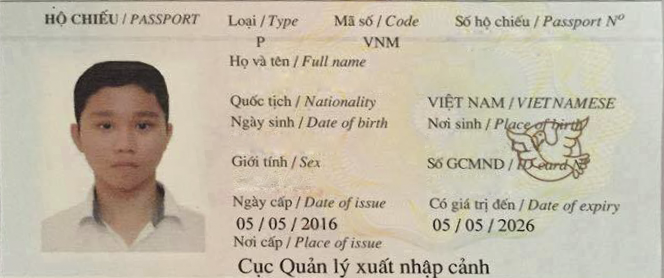 HỘ CHIẾU / PASSPORT Loại / Type Mã số / Code Số hộ chiếu / Passport Nº
P VNM
Họ và tên / Full name
Quốc tịch / Nationality VIỆT NAM / VIETNAMESE
Ngày sinh / Date of birth Nơi sinh / Place of birth
Giới tính / Sex Số GCMND / ID card Nº
Ngày cấp / Date of issue Có giá trị đến / Date of expiry
05 / 05 / 2016 05 / 05 / 2026
Nơi cấp / Place of issue
Cục Quản lý xuất nhập cảnh